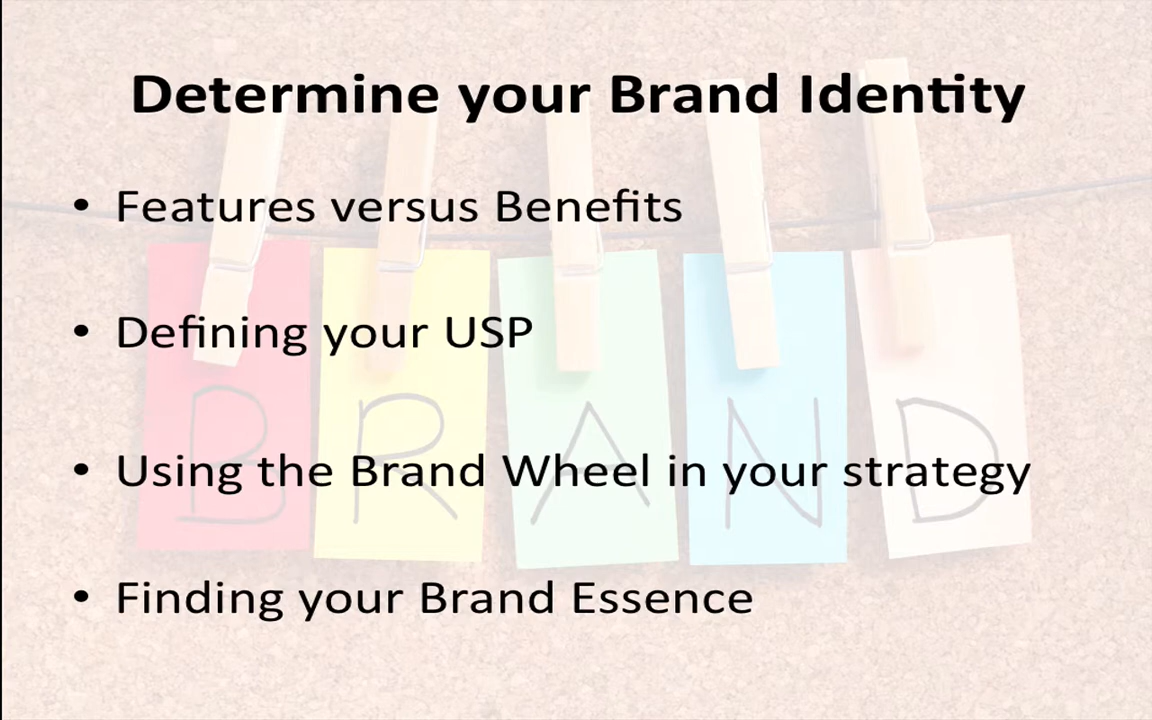 Determine your Brand Identity
• Features versus Benefits
• Defining your USP
• Using the Brand Wheel in your strategy
• Finding your Brand Essence
B R A N D